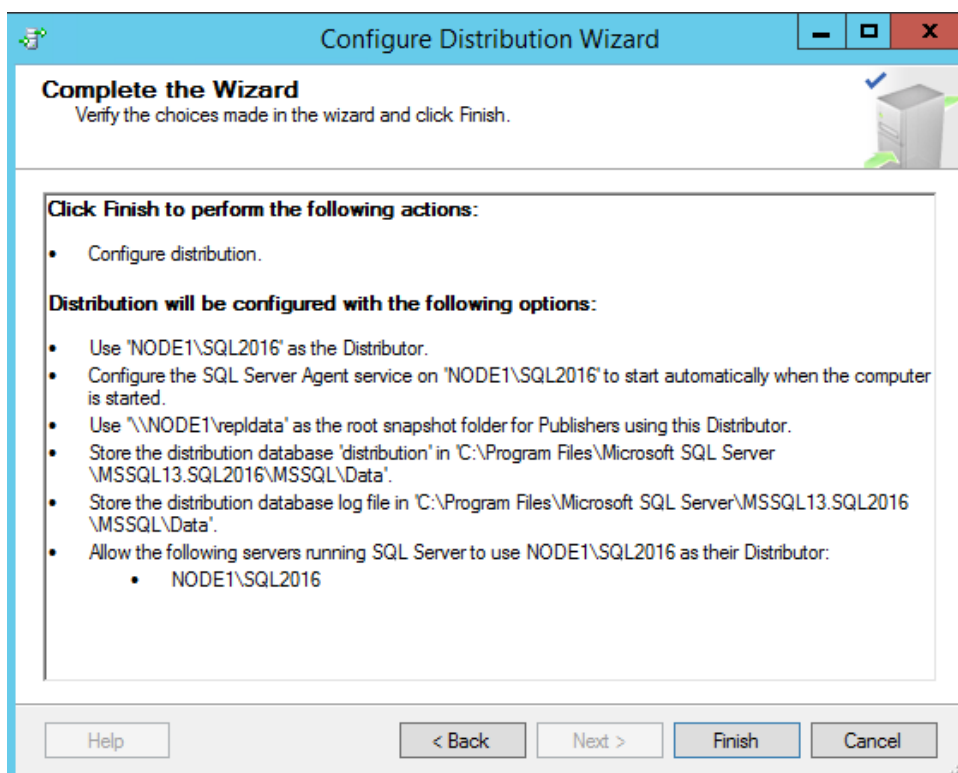 Configure Distribution Wizard
Complete the Wizard
Verify the choices made in the wizard and click Finish.
Click Finish to perform the following actions:
• Configure distribution.
Distribution will be configured with the following options:
• Use 'NODE1\SQL2016' as the Distributor.
• Configure the SQL Server Agent service on 'NODE1\SQL2016' to start automatically when the computer
is started.
• Use '\\NODE1\repldata' as the root snapshot folder for Publishers using this Distributor.
• Store the distribution database 'distribution' in 'C:\Program Files\Microsoft SQL Server
\MSSQL13.SQL2016\MSSQL\Data'.
• Store the distribution database log file in 'C:\Program Files\Microsoft SQL Server\MSSQL13.SQL2016
\MSSQL\Data'.
• Allow the following servers running SQL Server to use NODE1\SQL2016 as their Distributor:
• NODE1\SQL2016
Help < Back Next > Finish Cancel